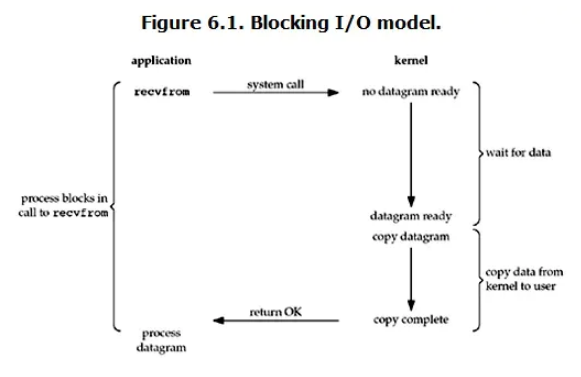 Figure 6.1. Blocking I/O model.
application
kernel
recvfrom
system call
no datagram ready
wait for data
process blocks in
call to recvfrom
datagram ready
copy datagram
copy data from
kernel to user
return OK
copy complete
process
datagram